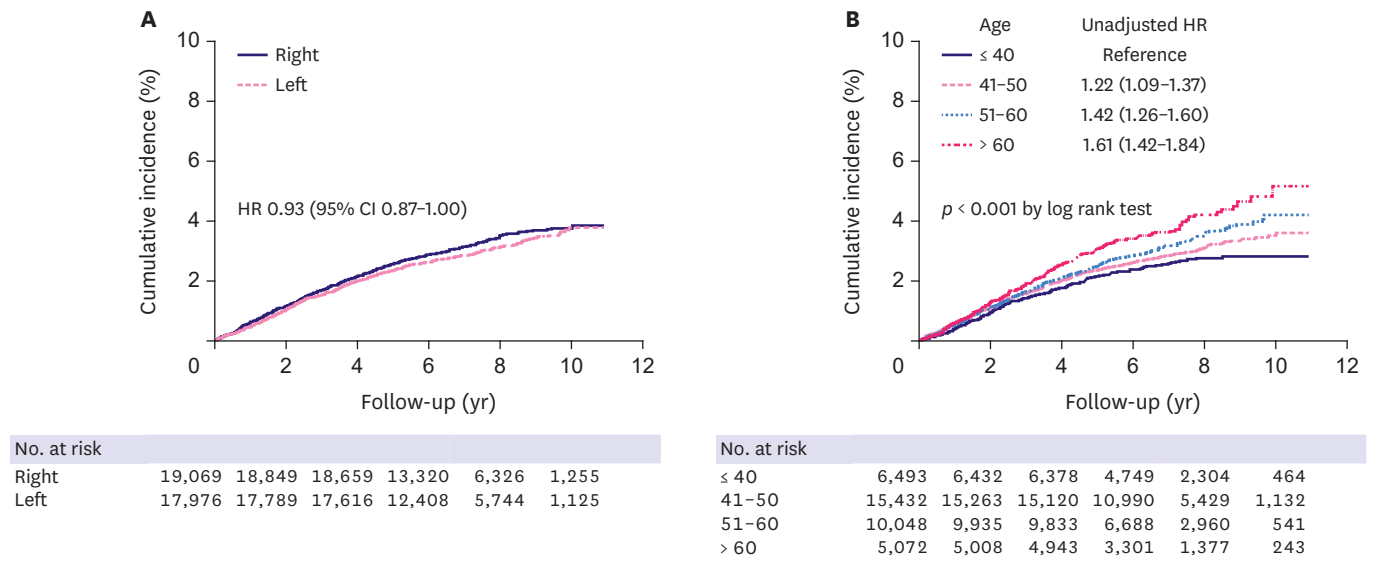 A
10
8
6
4
2
0
2
4
6
8
10
12
Cumulative incidence (%)
Follow-up (yr)
Right
Left
HR 0.93 (95% CI 0.87–1.00)
No. at risk
Right 19,069 18,849 18,659 13,320 6,326 1,255
Left 17,976 17,789 17,616 12,408 5,744 1,125
B
10
8
6
4
2
0
2
4
6
8
10
12
Cumulative incidence (%)
Follow-up (yr)
Age Unadjusted HR
≤ 40 Reference
41–50 1.22 (1.09–1.37)
51–60 1.42 (1.26–1.60)
> 60 1.61 (1.42–1.84)
p < 0.001 by log rank test
No. at risk
≤ 40 6,493 6,432 6,378 4,749 2,304 464
41–50 15,432 15,263 15,120 10,990 5,429 1,132
51–60 10,048 9,935 9,833 6,688 2,960 541
> 60 5,072 5,008 4,943 3,301 1,377 243